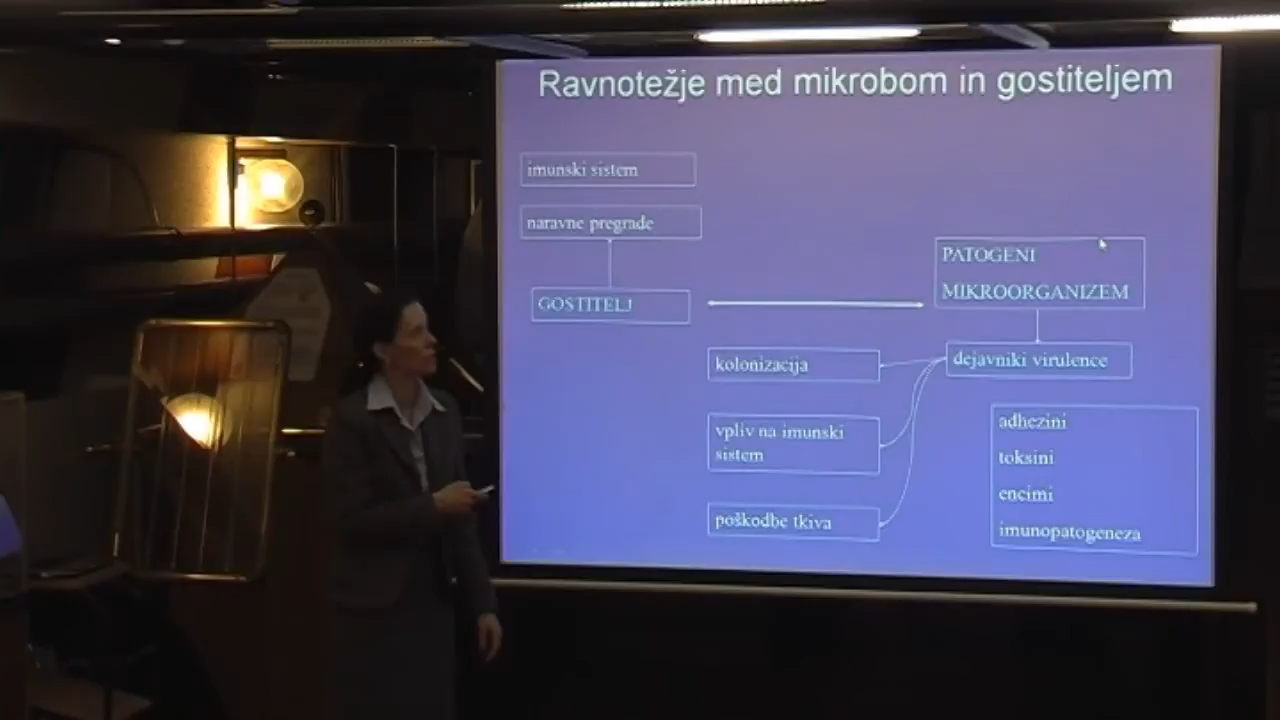 Ravnotežje med mikrobom in gostiteljem
imunski sistem
naravne pregrade
GOSTITELJ
PATOGENI
MIKROORGANIZEM
dejavniki virulence
kolonizacija
vpliv na imunski
sistem
poškodbe tkiva
adhezini
toksini
encimi
imunopatogeneza